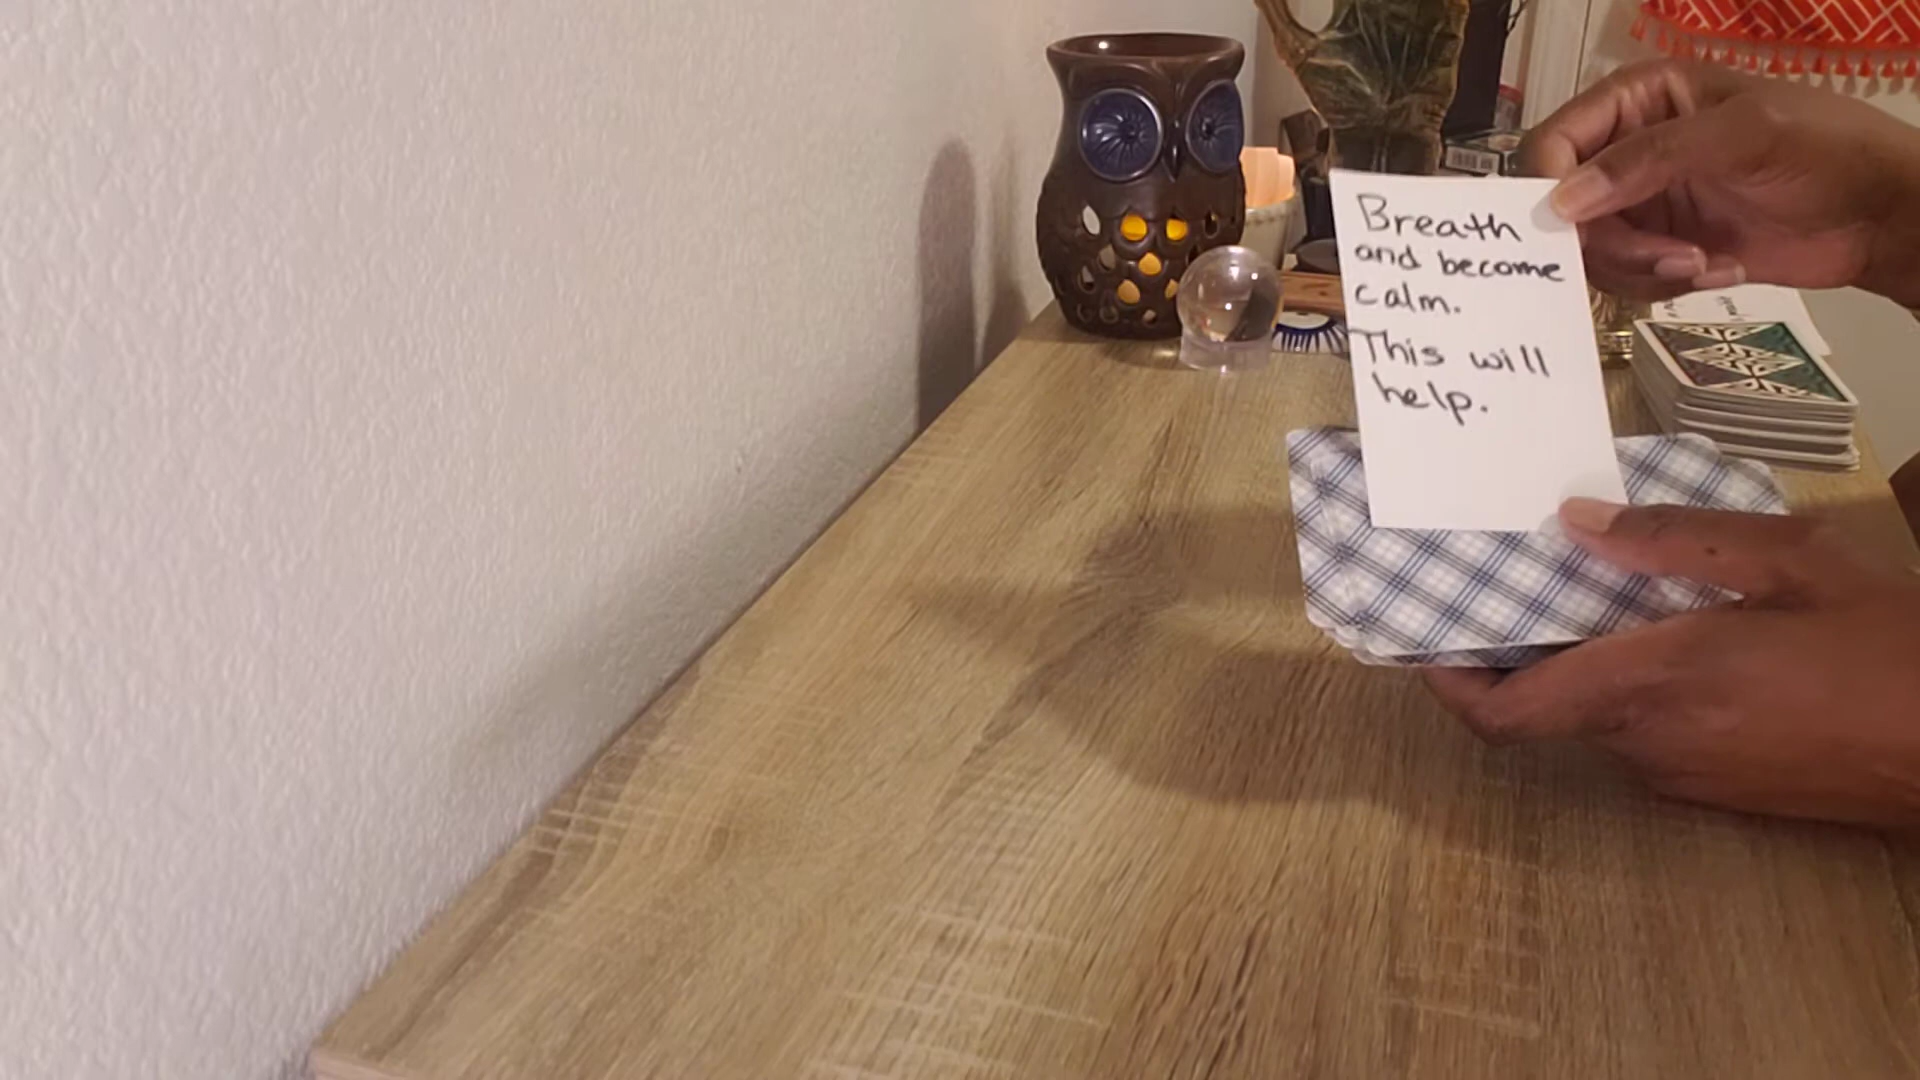 Breath
and become
calm.
This will
help.